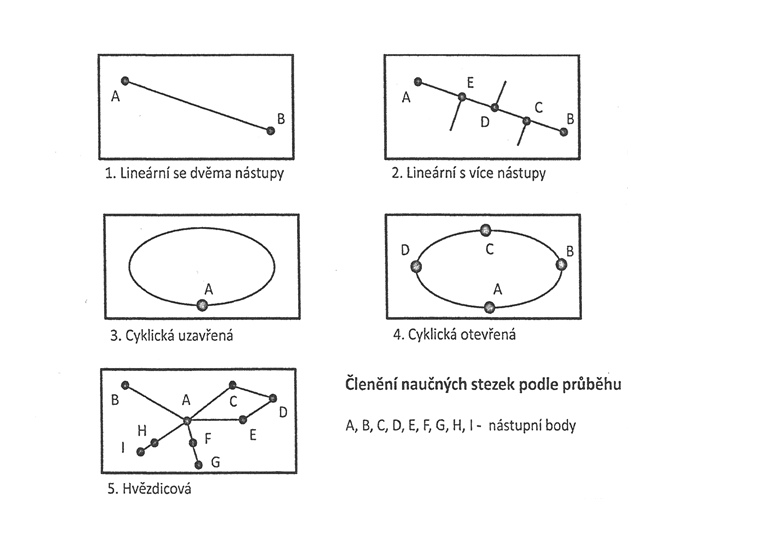 A
B
1. Lineární se dvěma nástupy
A
E
D
C
B
2. Lineární s více nástupy
A
3. Cyklická uzavřená
D
C
B
A
4. Cyklická otevřená
B
A
C
D
H
I
F
E
G
5. Hvězdicová
Členění naučných stezek podle průběhu
A, B, C, D, E, F, G, H, I - nástupní body